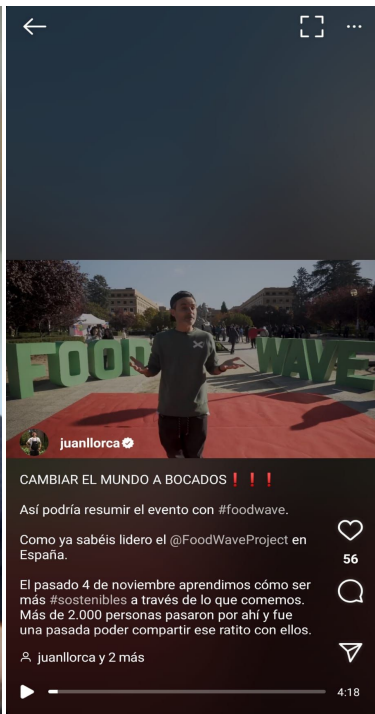 FOOD WAVE
juanllorca
CAMBIAR EL MUNDO A BOCADOS❗❗❗
Así podría resumir el evento con #foodwave.
Como ya sabéis lidero el @FoodWaveProject en
España.
El pasado 4 de noviembre aprendimos cómo ser
más #sostenibles a través de lo que comemos.
Más de 2.000 personas pasaron por ahí y fue
una pasada poder compartir ese ratito con ellos.
56
juanllorca y 2 más
4:18